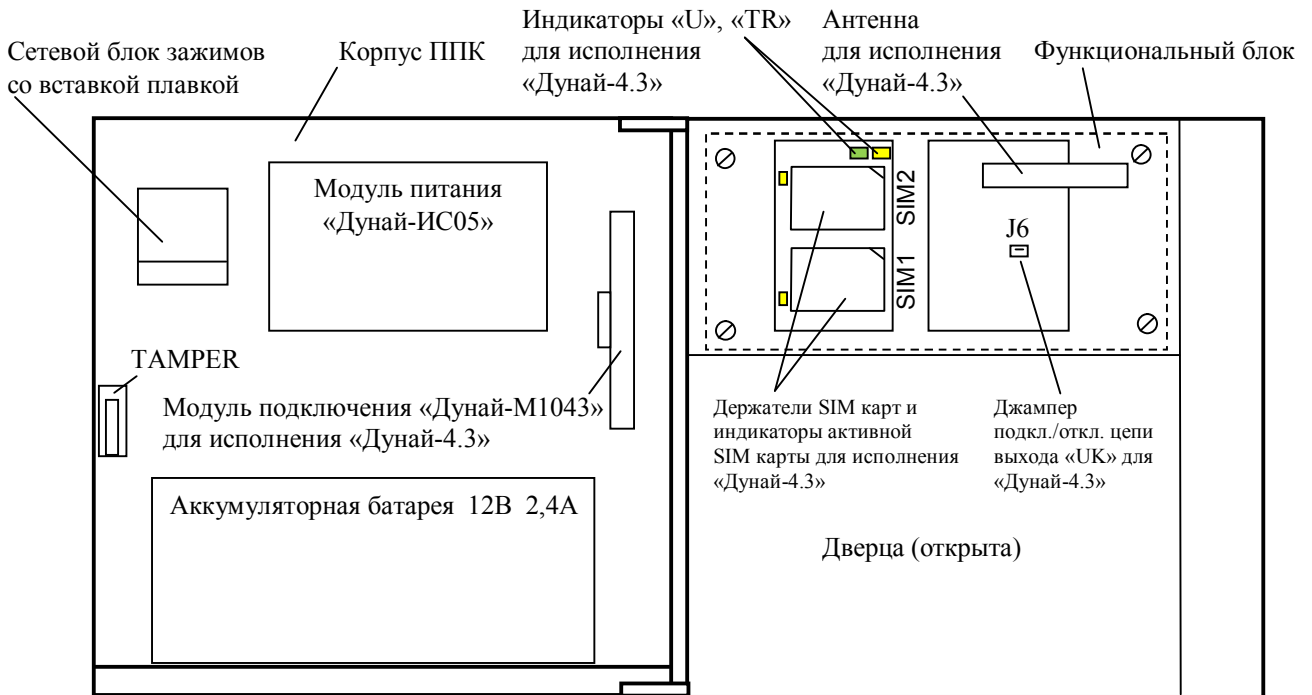 Индикаторы «U», «TR»
для исполнения
«Дунай-4.3»
Антенна
для исполнения
«Дунай-4.3»
Сетевой блок зажимов
со вставкой плавкой
Корпус ППК
Функциональный блок
Модуль питания
«Дунай-ИС05»
SIM2
SIM1
J6
TAMPER
Модуль подключения «Дунай-М1043»
для исполнения «Дунай-4.3»
Держатели SIM карт и
индикаторы активной
SIM карты для исполнения
«Дунай-4.3»
Джампер
подкл./откл. цепи
выхода «UK» для
«Дунай-4.3»
Аккумуляторная батарея 12В 2,4А
Дверца (открыта)